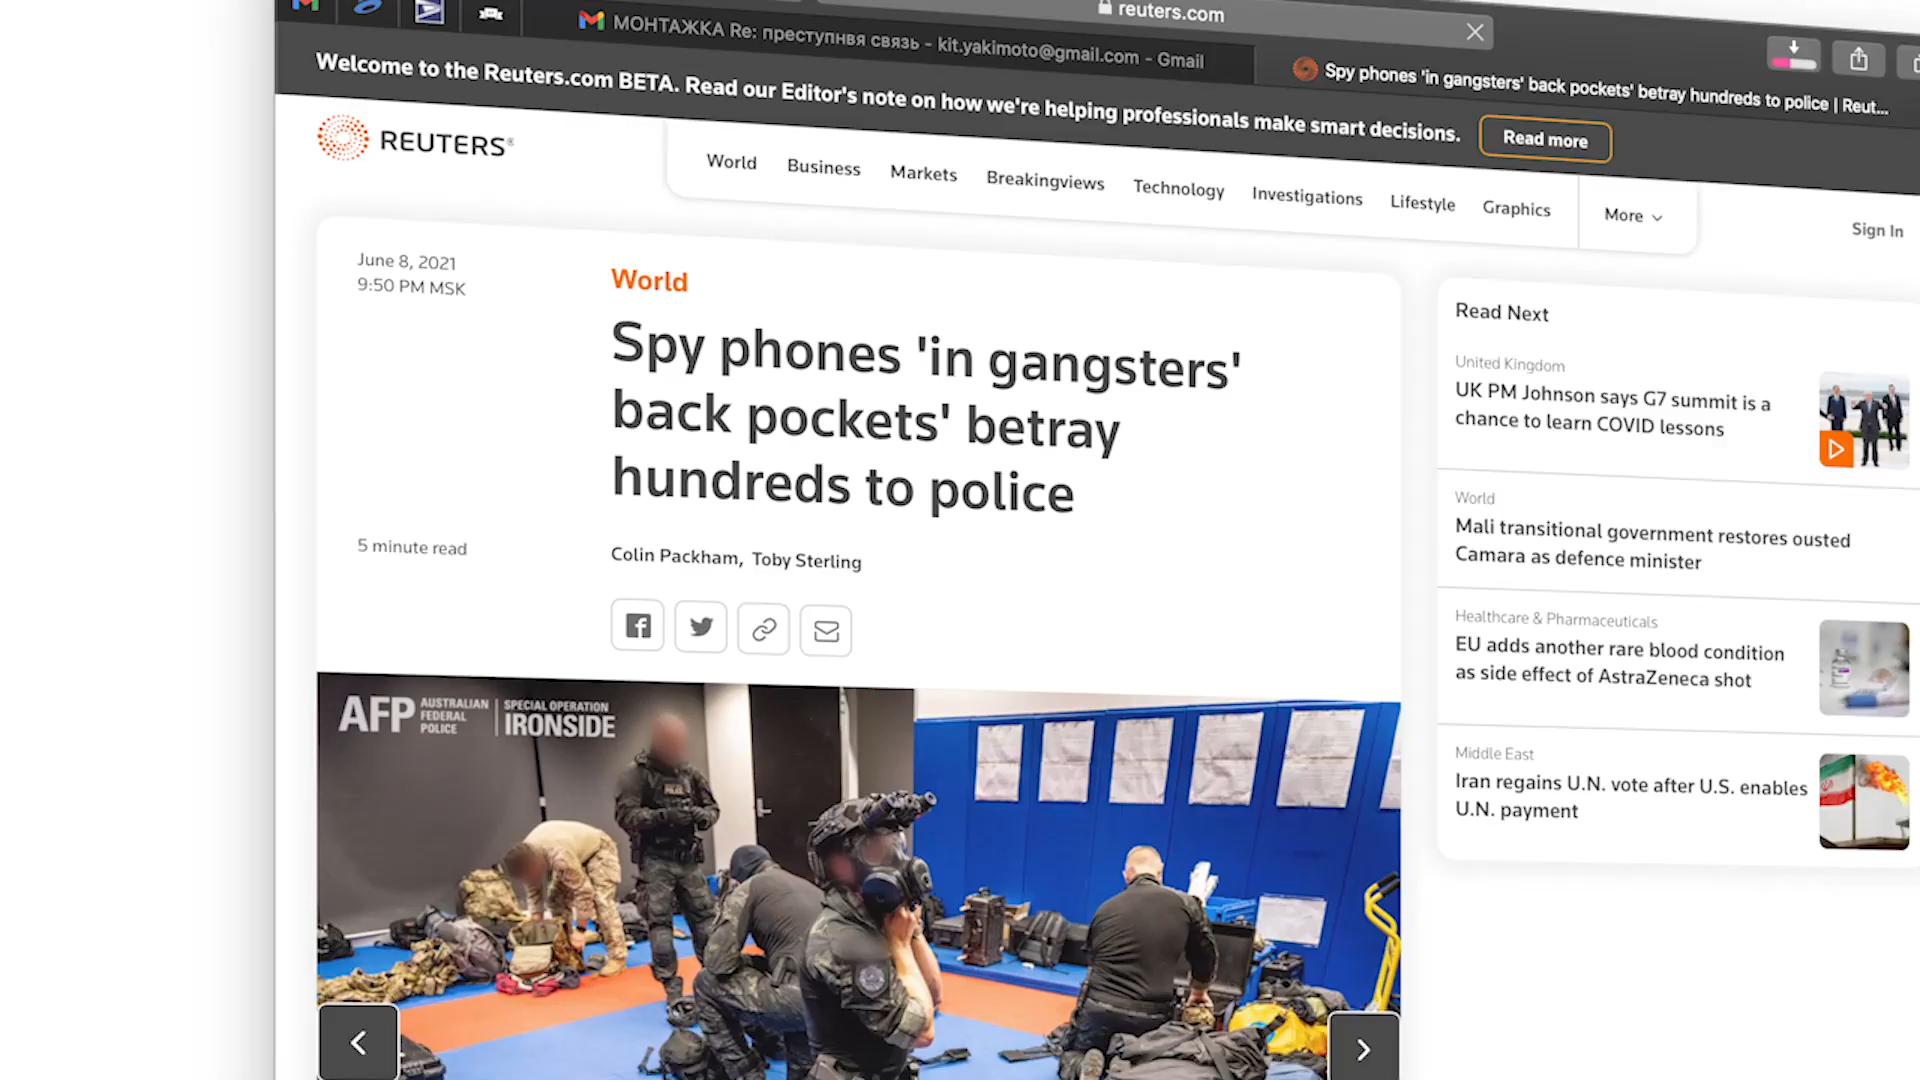 reuters.com
МОНТАЖКА Re: преступнвя связь - kit.yakimoto@gmail.com - Gmail
Spy phones 'in gangsters' back pockets' betray hundreds to police | Reut...
Welcome to the Reuters.com BETA. Read our Editor's note on how we're helping professionals make smart decisions.
Read more
REUTERS®
World
Business
Markets
Breakingviews
Technology
Investigations
Lifestyle
Graphics
More
Sign In
June 8, 2021
9:50 PM MSK
World
Spy phones 'in gangsters'
back pockets' betray
hundreds to police
5 minute read
Colin Packham, Toby Sterling
AFP AUSTRALIAN
FEDERAL
POLICE
SPECIAL OPERATION
IRONSIDE
POLICE
Read Next
United Kingdom
UK PM Johnson says G7 summit is a
chance to learn COVID lessons
World
Mali transitional government restores ousted
Camara as defence minister
Healthcare & Pharmaceuticals
EU adds another rare blood condition
as side effect of AstraZeneca shot
Middle East
Iran regains U.N. vote after U.S. enables
U.N. payment